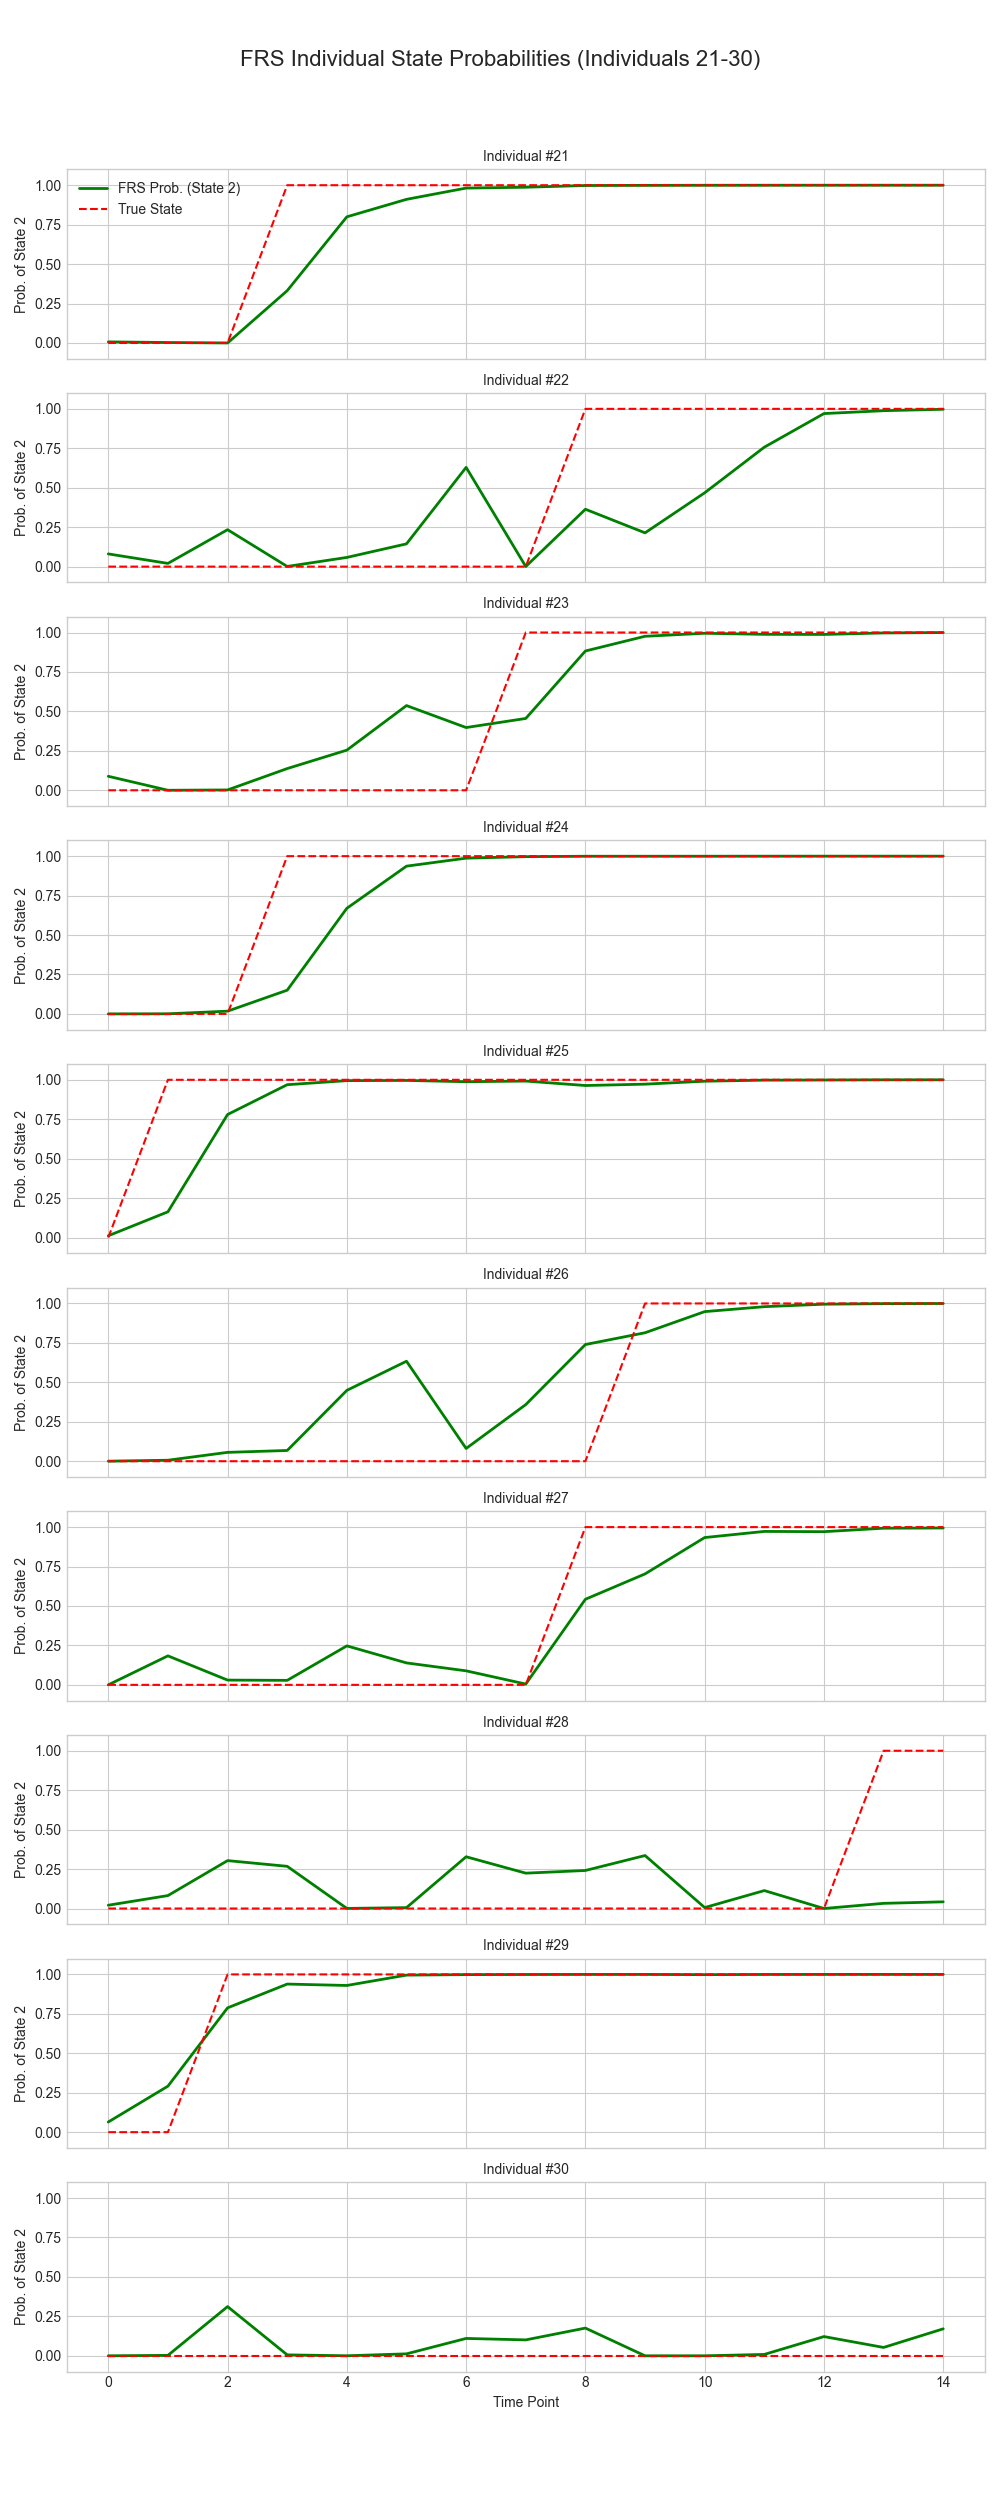 FRS Individual State Probabilities (Individuals 21-30)
Individual #21
FRS Prob. (State 2)
True State
Prob. of State 2
1.00
0.75
0.50
0.25
0.00
Individual #22
Prob. of State 2
1.00
0.75
0.50
0.25
0.00
Individual #23
Prob. of State 2
1.00
0.75
0.50
0.25
0.00
Individual #24
Prob. of State 2
1.00
0.75
0.50
0.25
0.00
Individual #25
Prob. of State 2
1.00
0.75
0.50
0.25
0.00
Individual #26
Prob. of State 2
1.00
0.75
0.50
0.25
0.00
Individual #27
Prob. of State 2
1.00
0.75
0.50
0.25
0.00
Individual #28
Prob. of State 2
1.00
0.75
0.50
0.25
0.00
Individual #29
Prob. of State 2
1.00
0.75
0.50
0.25
0.00
Individual #30
Prob. of State 2
1.00
0.75
0.50
0.25
0.00
0 2 4 6 8 10 12 14
Time Point